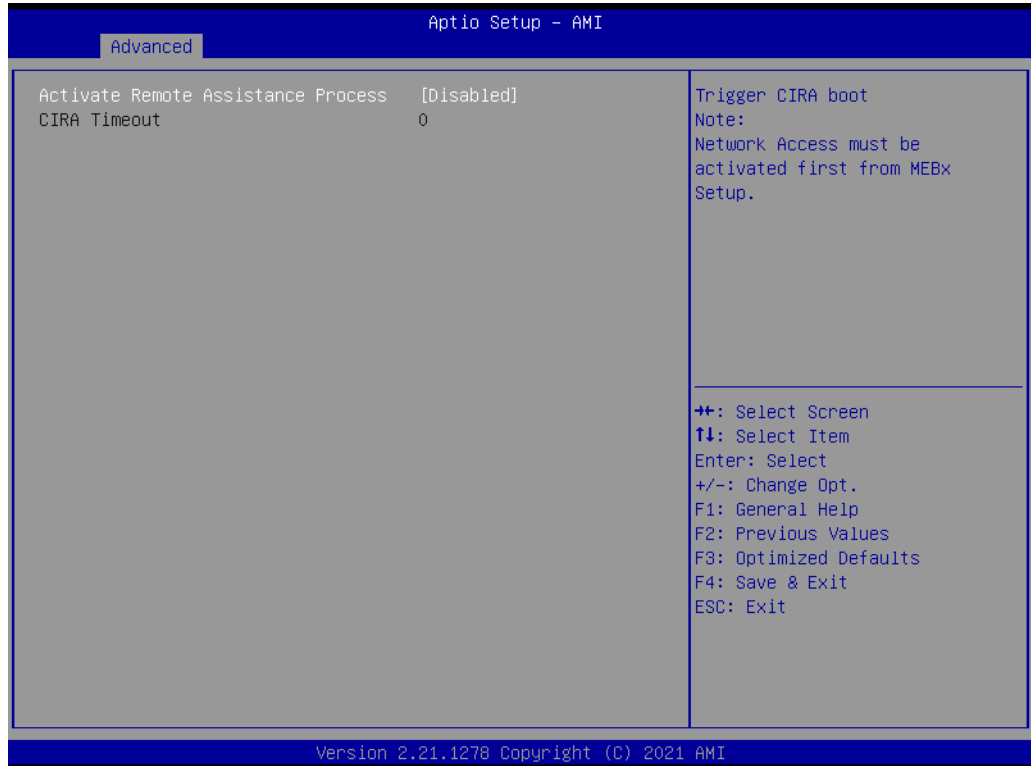 Aptio Setup – AMI
Advanced
Activate Remote Assistance Process [Disabled]
CIRA Timeout 0
Trigger CIRA boot
Note:
Network Access must be
activated first from MEBx
Setup.
→←: Select Screen
↑↓: Select Item
Enter: Select
+/-: Change Opt.
F1: General Help
F2: Previous Values
F3: Optimized Defaults
F4: Save & Exit
ESC: Exit
Version 2.21.1278 Copyright (C) 2021 AMI